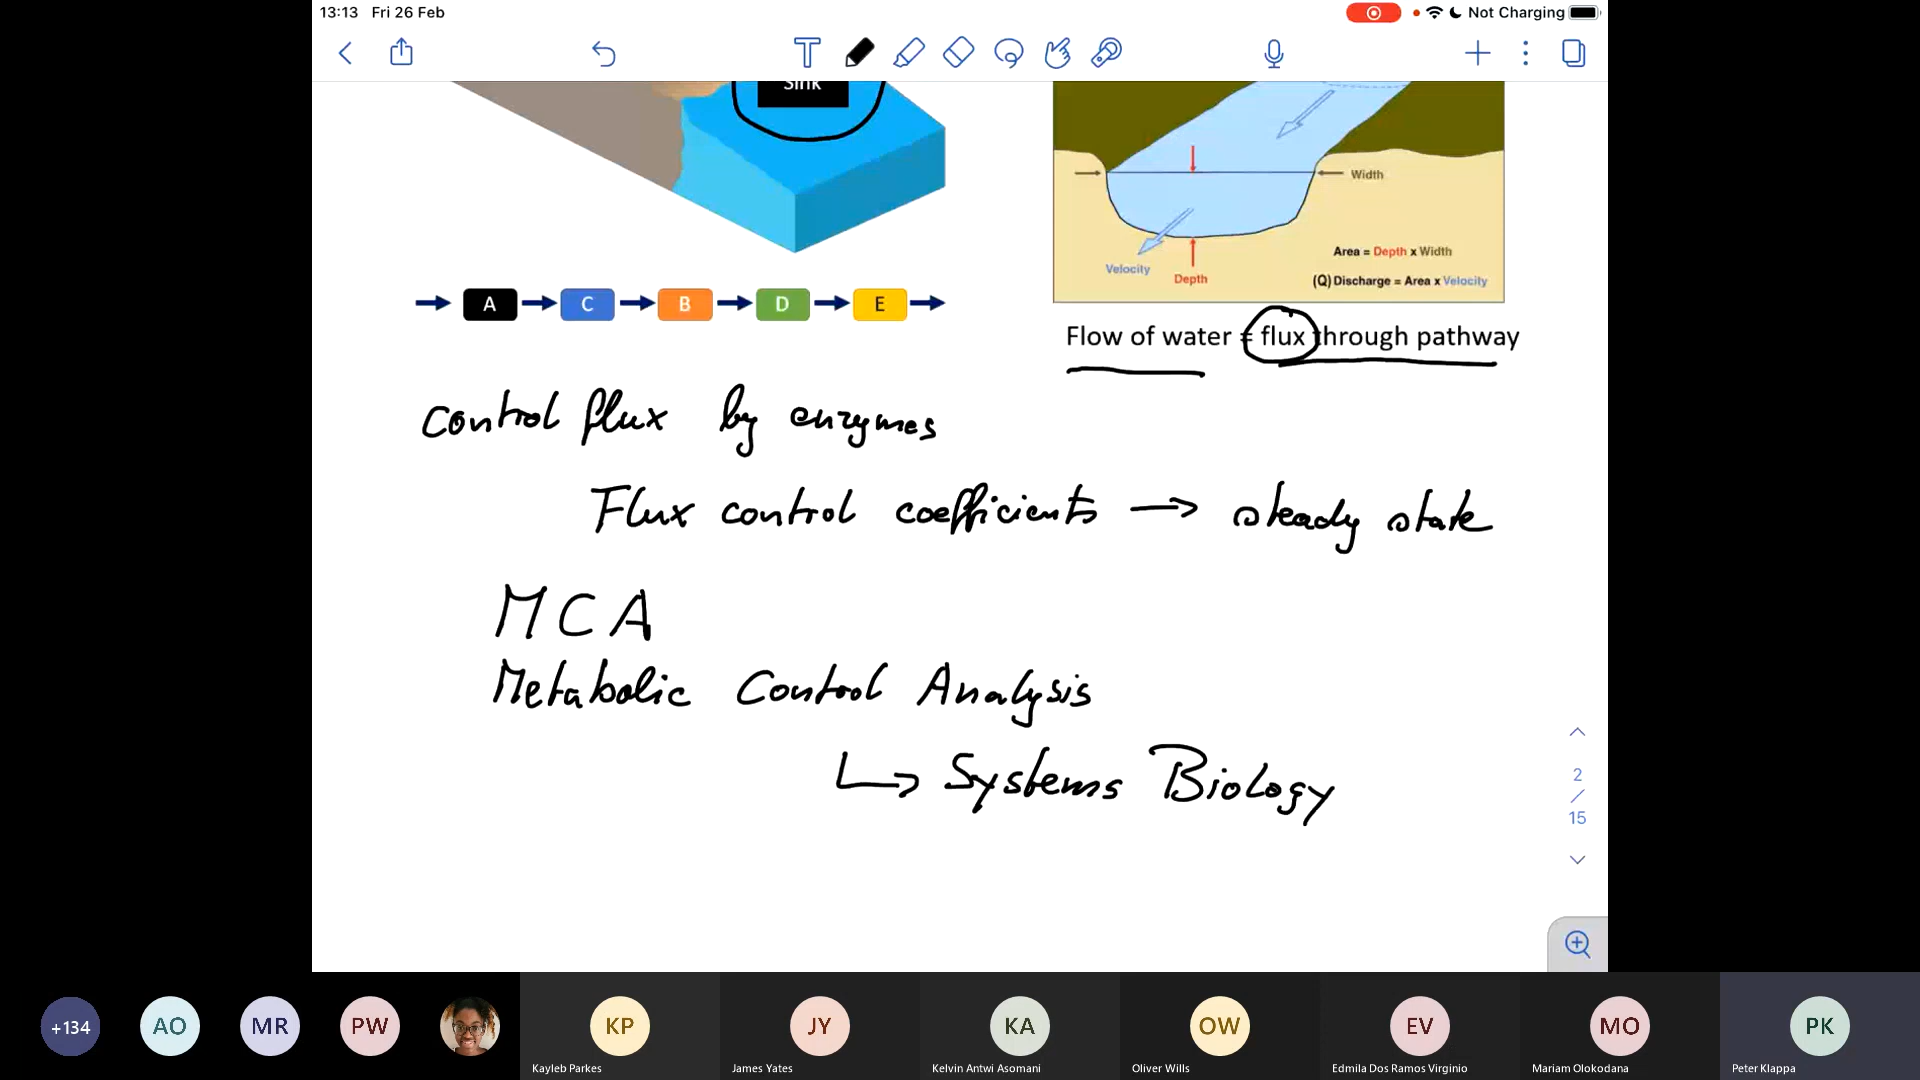 13:13 Fri 26 Feb
Not Charging
T
Sink
Width
Area = Depth x Width
Velocity
Depth
(Q) Discharge = Area x Velocity
A C B D E
Flow of water = flux through pathway
Control flux by enzymes
Flux control coefficients → steady state
MCA
Metabolic Control Analysis
↳ Systems Biology
2
/
15
+134
AO
MR
PW
KP
JY
KA
OW
EV
MO
PK
Kayleb Parkes
James Yates
Kelvin Antwi Asomani
Oliver Wills
Edmila Dos Ramos Virginio
Mariam Olokodana
Peter Klappa